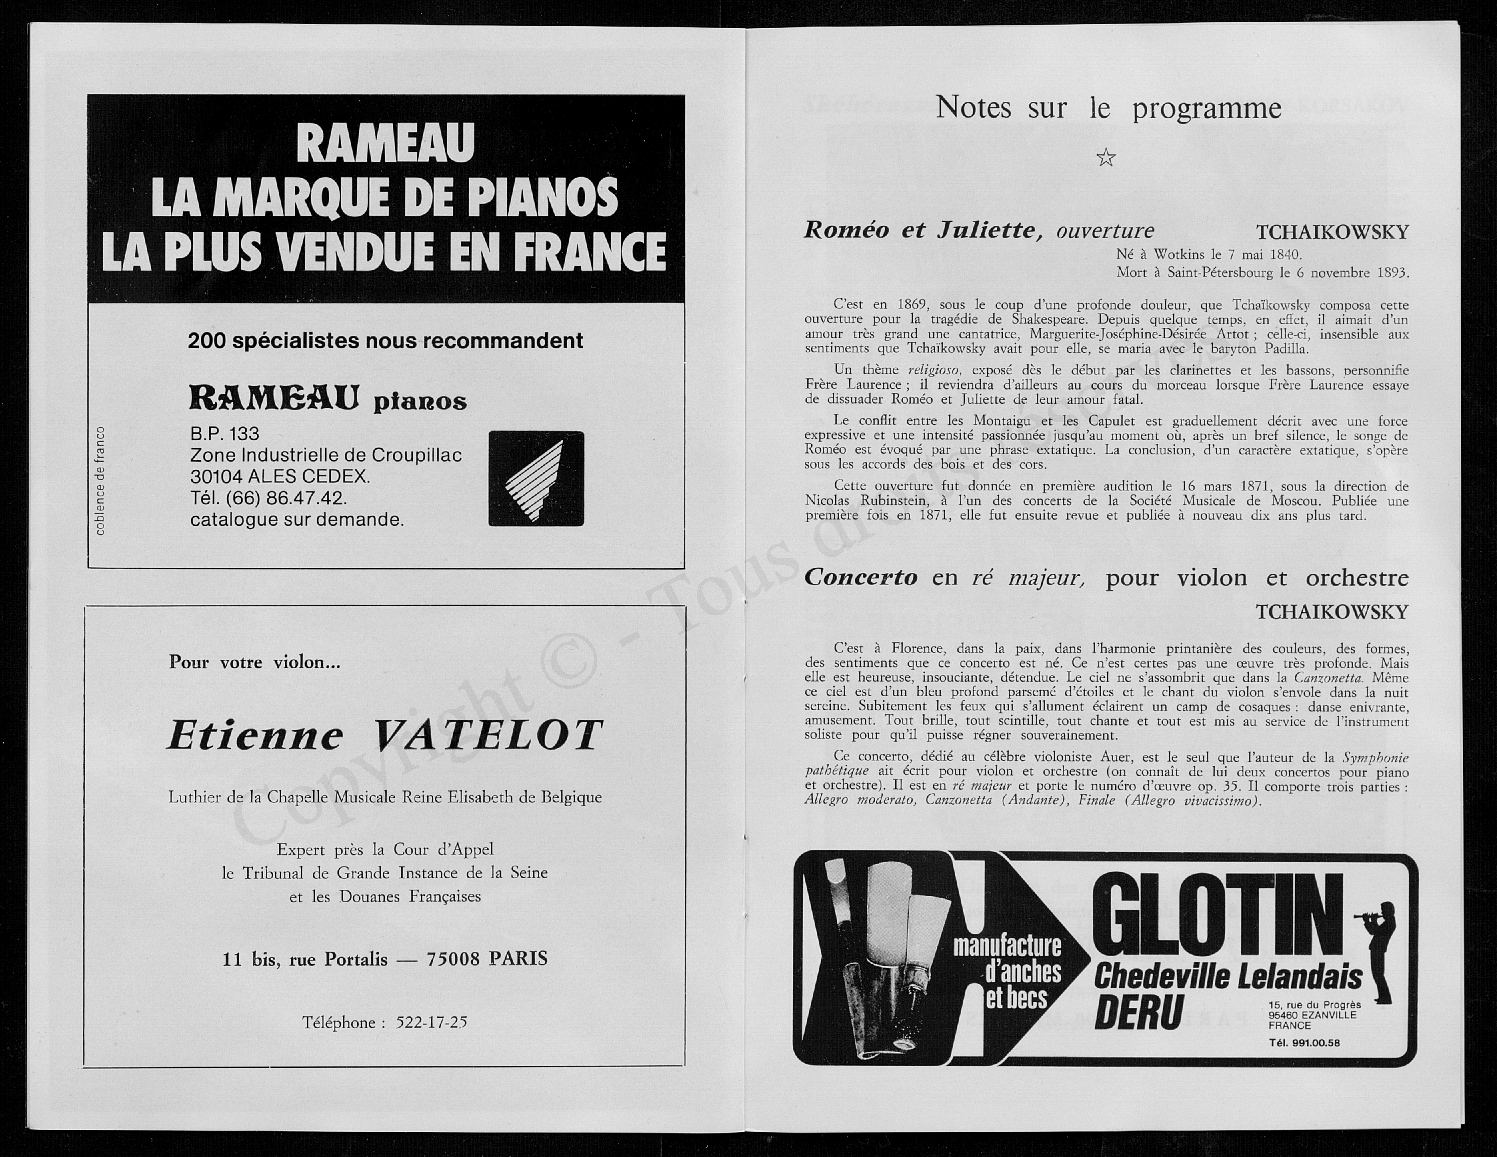 RAMEAU
LA MARQUE DE PIANOS
LA PLUS VENDUE EN FRANCE
200 spécialistes nous recommandent
RAMEAU pianos
B.P. 133
Zone Industrielle de Croupillac
30104 ALES CEDEX.
Tél. (66) 86.47.42.
catalogue sur demande.
coblence de franco
Pour votre violon...
Etienne VATELOT
Luthier de la Chapelle Musicale Reine Elisabeth de Belgique
Expert près la Cour d'Appel
le Tribunal de Grande Instance de la Seine
et les Douanes Françaises
11 bis, rue Portalis — 75008 PARIS
Téléphone : 522-17-25
Notes sur le programme
Roméo et Juliette, ouverture TCHAIKOWSKY
Né à Wotkins le 7 mai 1840.
Mort à Saint-Pétersbourg le 6 novembre 1893.
C'est en 1869, sous le coup d'une profonde douleur, que Tchaïkowsky composa cette
ouverture pour la tragédie de Shakespeare. Depuis quelque temps, en effet, il aimait d'un
amour très grand une cantatrice, Marguerite-Joséphine-Désirée Artot ; celle-ci, insensible aux
sentiments que Tchaikowsky avait pour elle, se maria avec le baryton Padilla.
Un thème religioso, exposé dès le début par les clarinettes et les bassons, personnifie
Frère Laurence ; il reviendra d'ailleurs au cours du morceau lorsque Frère Laurence essaye
de dissuader Roméo et Juliette de leur amour fatal.
Le conflit entre les Montaigu et les Capulet est graduellement décrit avec une force
expressive et une intensité passionnée jusqu'au moment où, après un bref silence, le songe de
Roméo est évoqué par une phrase extatique. La conclusion, d'un caractère extatique, s'opère
sous les accords des bois et des cors.
Cette ouverture fut donnée en première audition le 16 mars 1871, sous la direction de
Nicolas Rubinstein, à l'un des concerts de la Société Musicale de Moscou. Publiée une
première fois en 1871, elle fut ensuite revue et publiée à nouveau dix ans plus tard.
Concerto en ré majeur, pour violon et orchestre
TCHAIKOWSKY
C'est à Florence, dans la paix, dans l'harmonie printanière des couleurs, des formes,
des sentiments que ce concerto est né. Ce n'est certes pas une œuvre très profonde. Mais
elle est heureuse, insouciante, détendue. Le ciel ne s'assombrit que dans la Canzonetta. Même
ce ciel est d'un bleu profond parsemé d'étoiles et le chant du violon s'envole dans la nuit
sereine. Subitement les feux qui s'allument éclairent un camp de cosaques : danse enivrante,
amusement. Tout brille, tout scintille, tout chante et tout est mis au service de l'instrument
soliste pour qu'il puisse régner souverainement.
Ce concerto, dédié au célèbre violoniste Auer, est le seul que l'auteur de la Symphonie
pathétique ait écrit pour violon et orchestre (on connaît de lui deux concertos pour piano
et orchestre). Il est en ré majeur et porte le numéro d'œuvre op. 35. Il comporte trois parties :
Allegro moderato, Canzonetta (Andante), Finale (Allegro vivacissimo).
manufacture
d'anches
et becs
GLOTIN
Chedeville Lelandais
DERU
15, rue du Progrès
95460 EZANVILLE
FRANCE
Tél. 991.00.58
Copyright © - Tous droits